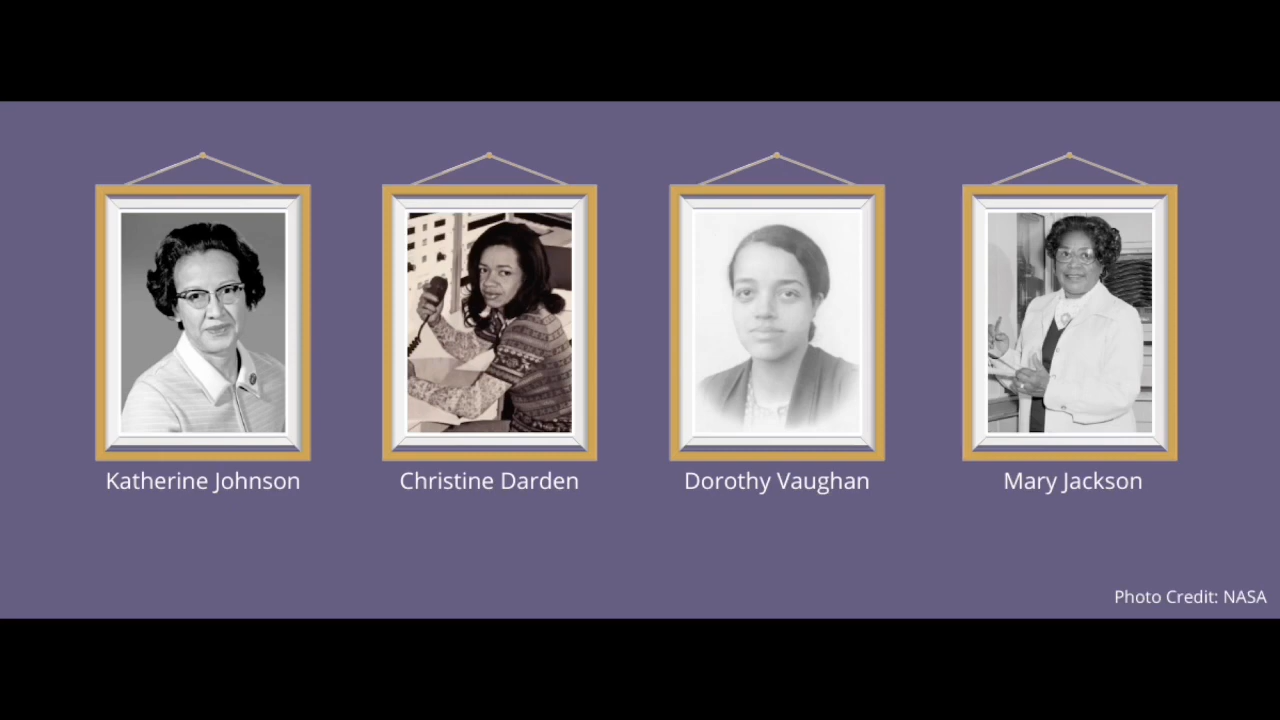 Katherine Johnson
Christine Darden
Dorothy Vaughan
Mary Jackson
Photo Credit: NASA